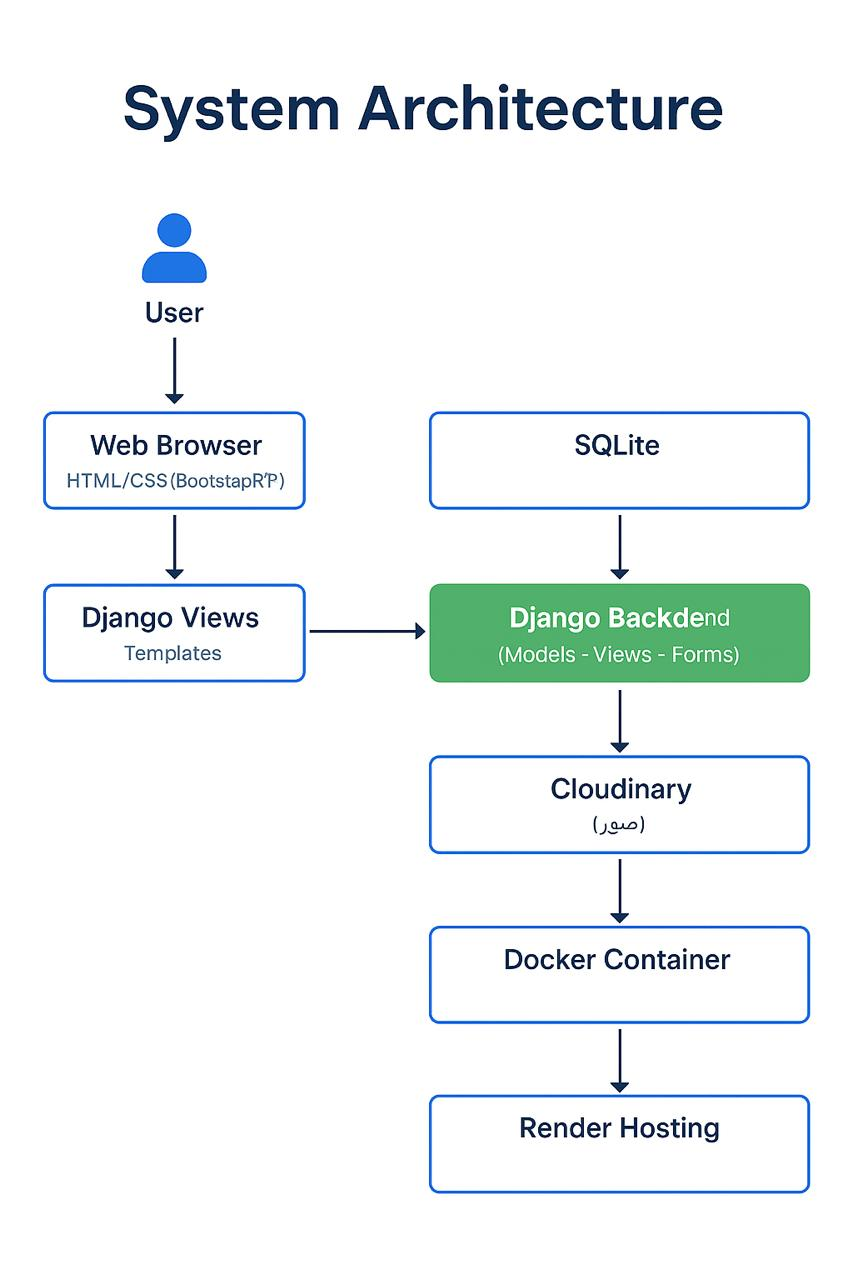 System Architecture
User
Web Browser
HTML/CSS(BootstapRP)
SQLite
Django Views
Templates
Django Backdend
(Models - Views - Forms)
Cloudinary
(صور)
Docker Container
Render Hosting